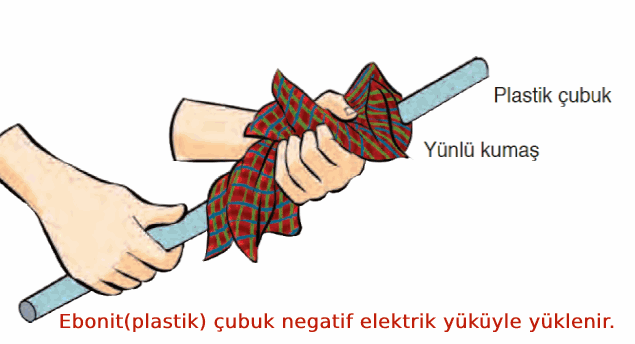 Plastik çubuk
Yünlü kumaş
Ebonit(plastik) çubuk negatif elektrik yüküyle yüklenir.